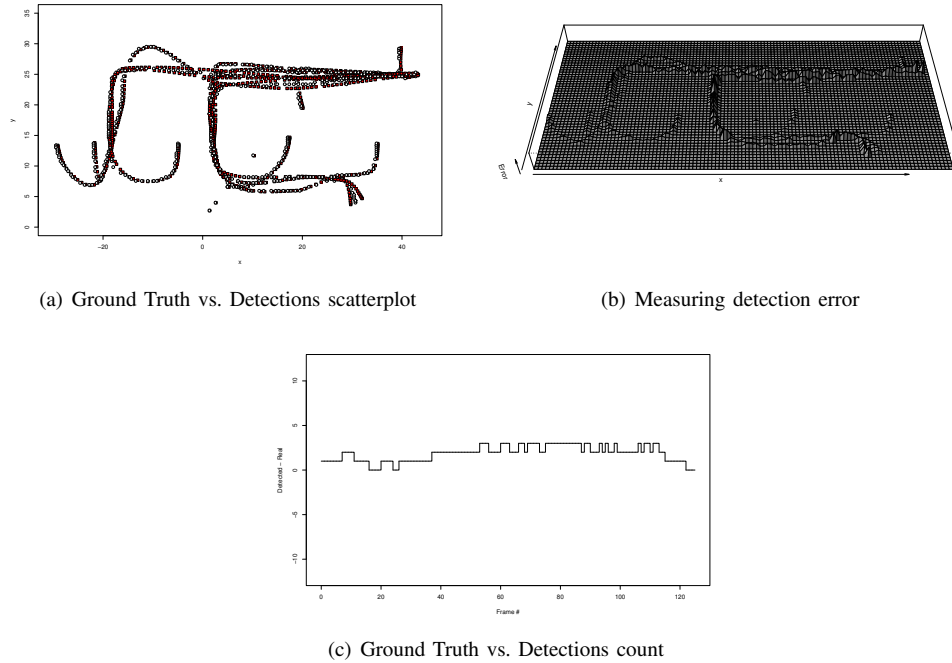 35
30
25
20
15
10
5
0
y
−20
0
20
40
x
y
Error
x
(a) Ground Truth vs. Detections scatterplot
(b) Measuring detection error
10
5
0
−5
−10
Detected − Real
0
20
40
60
80
100
120
Frame #
(c) Ground Truth vs. Detections count